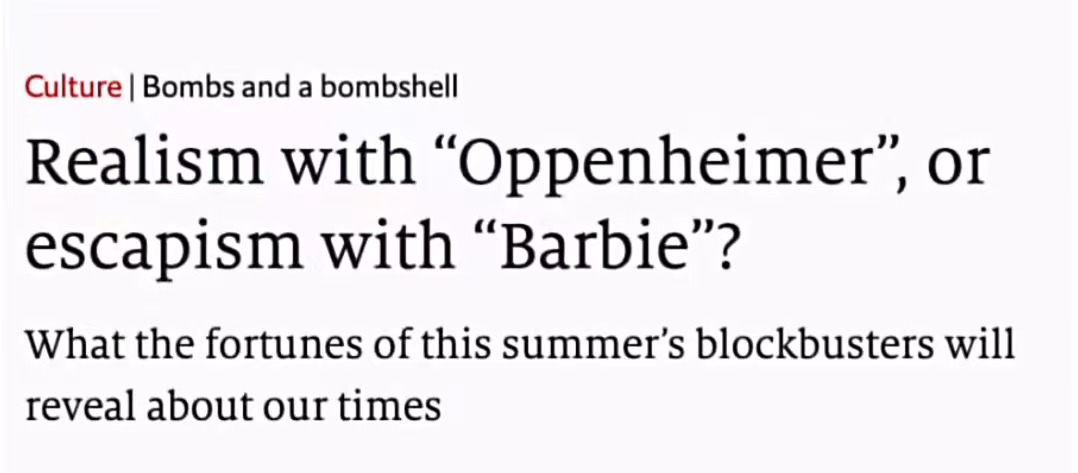 Culture | Bombs and a bombshell
Realism with “Oppenheimer”, or
escapism with “Barbie”?
What the fortunes of this summer’s blockbusters will
reveal about our times